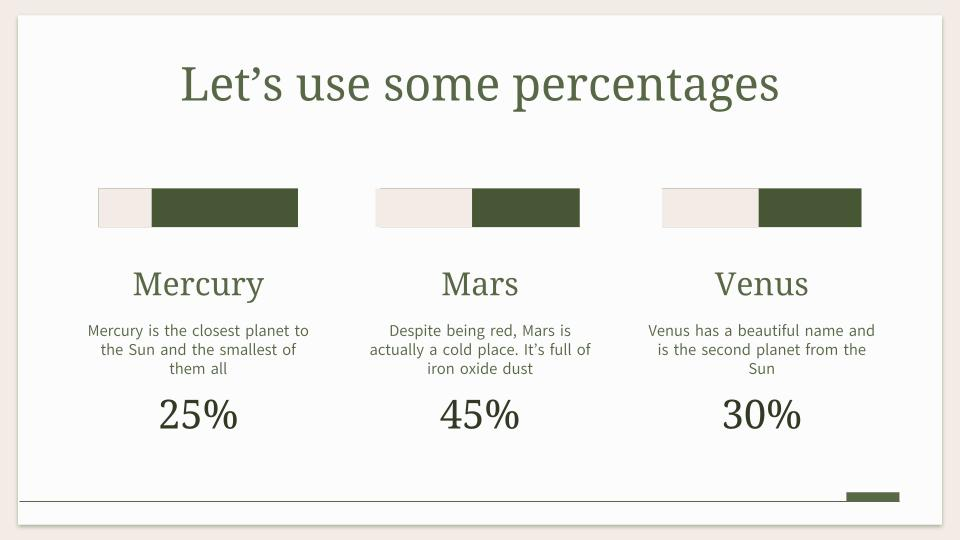 Let’s use some percentages
Mercury
Mercury is the closest planet to
the Sun and the smallest of
them all
25%
Mars
Despite being red, Mars is
actually a cold place. It’s full of
iron oxide dust
45%
Venus
Venus has a beautiful name and
is the second planet from the
Sun
30%